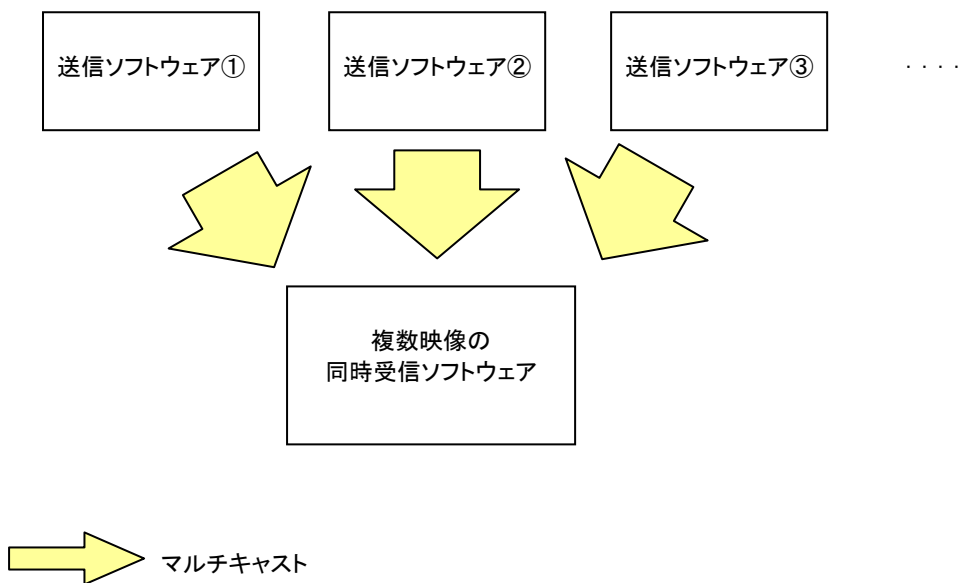 送信ソフトウェア①
送信ソフトウェア②
送信ソフトウェア③
....
複数映像の
同時受信ソフトウェア
マルチキャスト